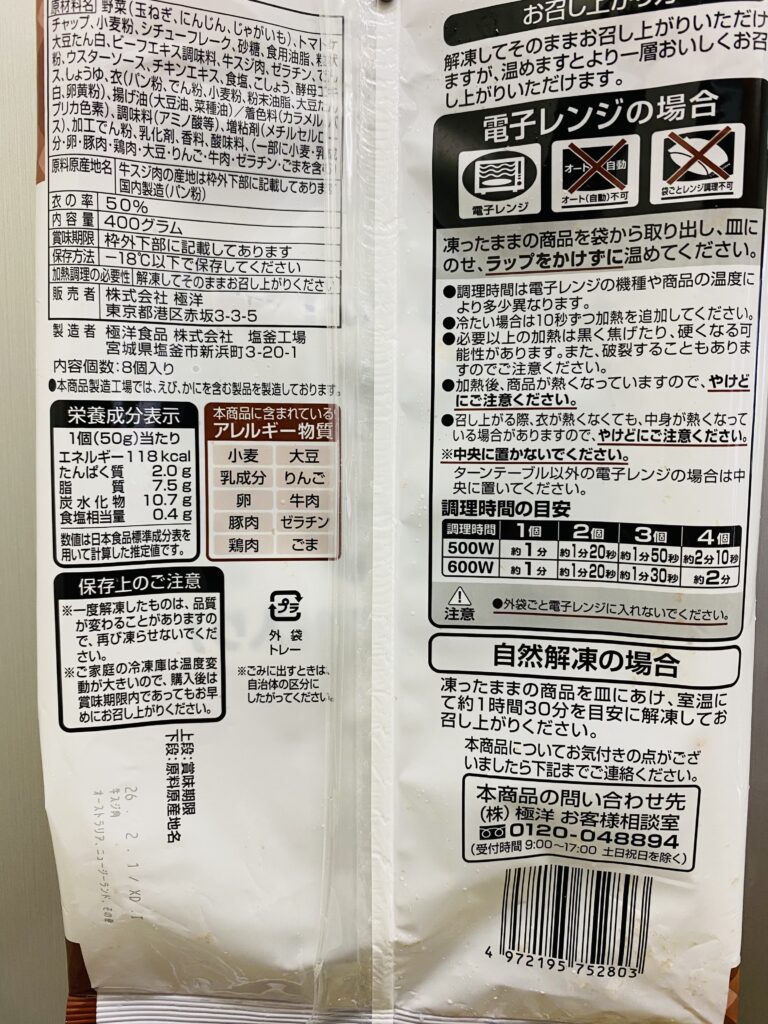 原材料名 野菜(玉ねぎ、にんじん、じゃがいも)、トマトケ
チャップ、小麦粉、シチューフレーク、砂糖、食用油脂、粒状
大豆たん白、ビーフエキス調味料、牛スジ肉、ゼラチン、でん
粉、ウスターソース、チキンエキス、食塩、こしょう、酵母エキ
ス、しょうゆ、衣(パン粉、でん粉、小麦粉、粉末油脂、大豆たん
白、卵黄粉)、揚げ油(大豆油、菜種油)/着色料(カラメル、パ
プリカ色素)、調味料(アミノ酸等)、増粘剤(メチルセルロー
ス)、加工でん粉、乳化剤、香料、酸味料、(一部に小麦・乳成
分・卵・豚肉・鶏肉・大豆・りんご・牛肉・ゼラチン・ごまを含む)
原料原産地名 牛スジ肉の産地は枠外下部に記載してあります
国内製造(パン粉)
衣の率 50%
内容量 400グラム
賞味期限 枠外下部に記載してあります
保存方法 −18℃以下で保存してください
加熱調理の必要性 解凍してそのままお召し上がりください
販売者 株式会社 極洋
東京都港区赤坂3-3-5
製造者 極洋食品 株式会社 塩釜工場
宮城県塩釜市新浜町3-20-1
内容個数:8個入り
●本商品製造工場では、えび、かにを含む製品を製造しております。
栄養成分表示
1個(50g)当たり
エネルギー 118kcal
たんぱく質 2.0g
脂質 7.5g
炭水化物 10.7g
食塩相当量 0.4g
数値は日本食品標準成分表を
用いて計算した推定値です。
本商品に含まれている
アレルギー物質
小麦 大豆
乳成分 りんご
卵 牛肉
豚肉 ゼラチン
鶏肉 ごま
保存上のご注意
※一度解凍したものは、品質
が変わることがありますの
で、再び凍らせないでくだ
さい。
※ご家庭の冷凍庫は温度変
動が大きいので、購入後は
賞味期限内であってもお早
めにお召し上がりください。
プラ
外袋
トレー
※ごみに出すときは、
自治体の区分に
したがってください。
上段:賞味期限
下段:原料原産地名
26. 2. 1/XD
牛スジ肉
オーストラリア、ニュージーランド、その他
お召し上がり方
解凍してそのままお召し上がりいただけ
ますが、温めますとより一層おいしくお召
し上がりいただけます。
電子レンジの場合
電子レンジ
オート 自動
オート(自動)不可
袋ごとレンジ調理不可
凍ったままの商品を袋から取り出し、皿に
のせ、ラップをかけずに温めてください。
●調理時間は電子レンジの機種や商品の温度に
より多少異なります。
●冷たい場合は10秒ずつ加熱を追加してください。
●必要以上の加熱は黒く焦げたり、硬くなる可
能性があります。また、破裂することもありま
すのでご注意ください。
●加熱後、商品が熱くなっていますので、やけど
にご注意ください。
●召し上がる際、衣が熱くなくても、中身が熱くなって
いる場合がありますので、やけどにご注意ください。
※中央に置かないでください。
ターンテーブル以外の電子レンジの場合は中
央に置いてください。
調理時間の目安
調理時間 1個 2個 3個 4個
500W 約1分 約1分20秒 約1分50秒 約2分10秒
600W 約1分 約1分20秒 約1分30秒 約2分
注意 ●外袋ごと電子レンジに入れないでください。
自然解凍の場合
凍ったままの商品を皿にあけ、室温に
て約1時間30分を目安に解凍してお
召し上がりください。
本商品についてお気付きの点がござ
いましたら下記までご連絡ください。
本商品の問い合わせ先
(株)極洋 お客様相談室
0120-048894
(受付時間 9:00〜17:00 土日祝日を除く)
4 972195 752803